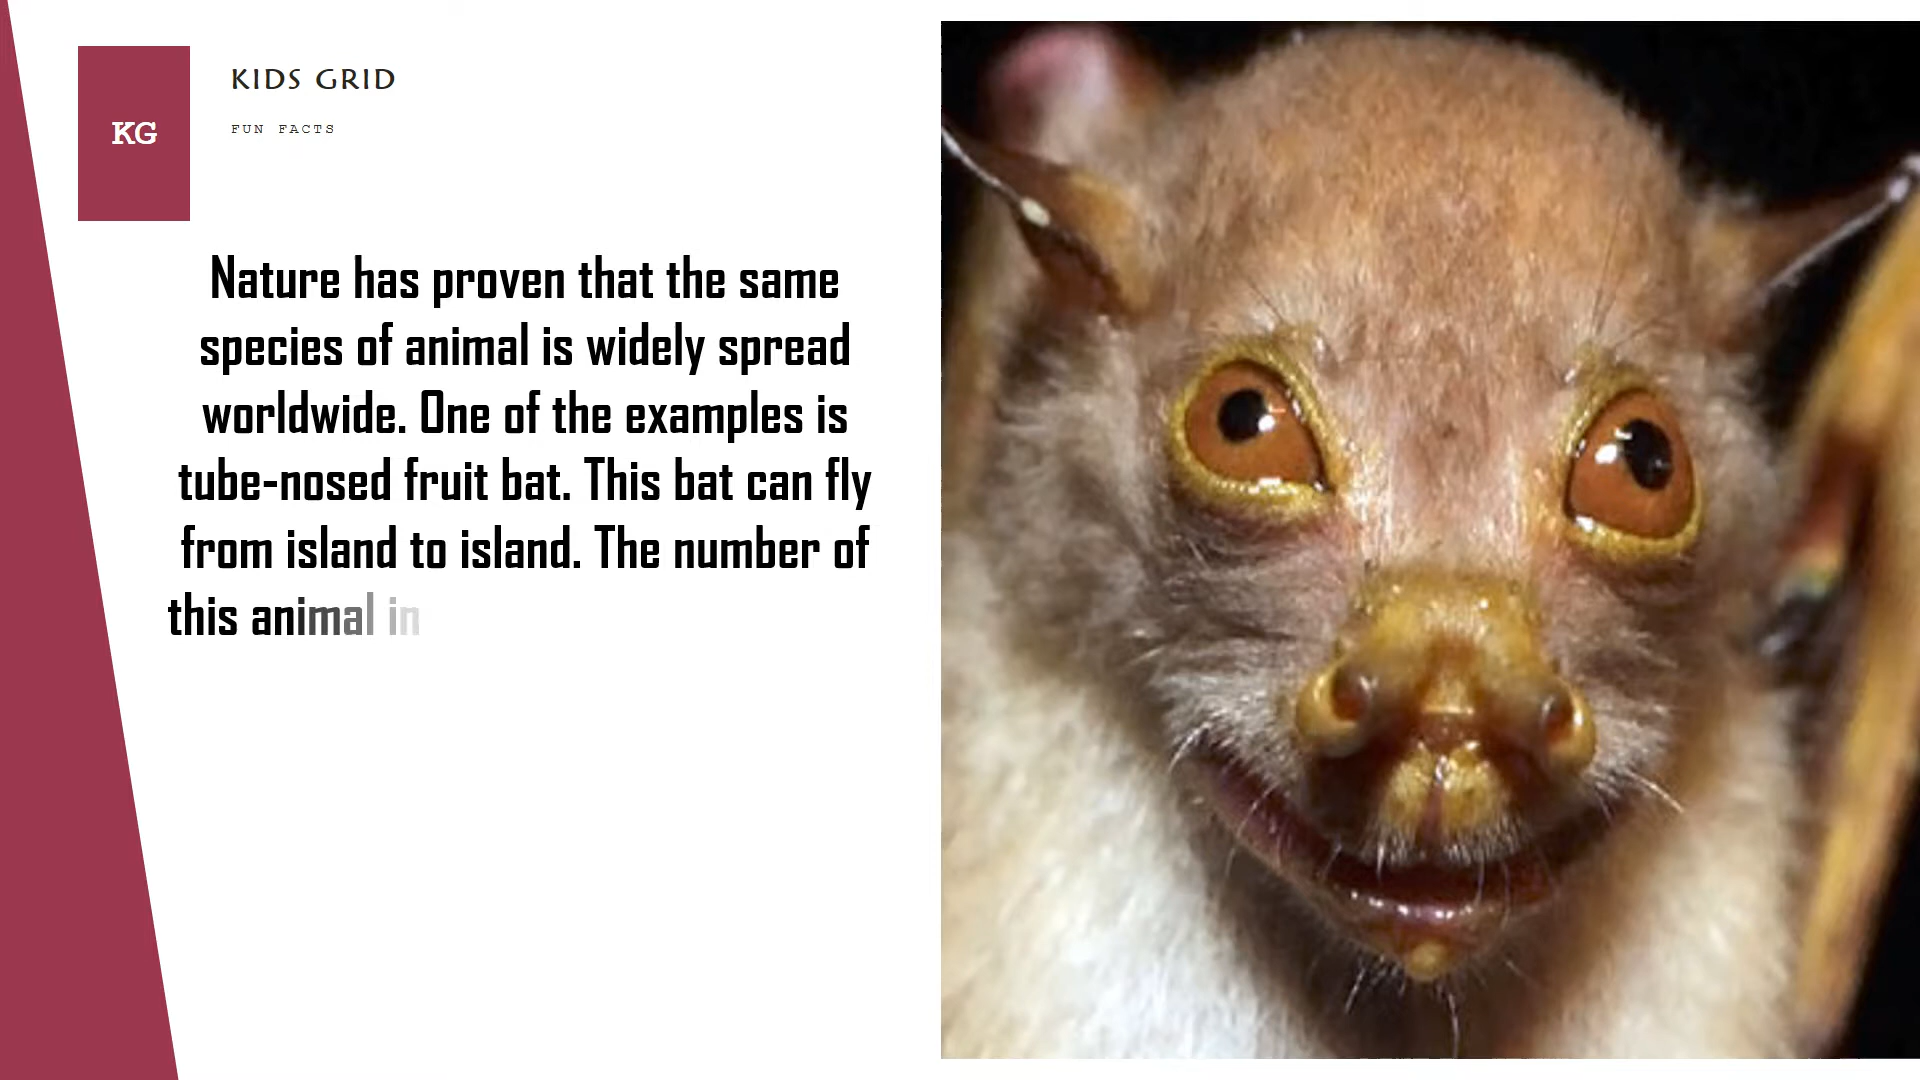 KG
KIDS GRID
FUN FACTS
Nature has proven that the same
species of animal is widely spread
worldwide. One of the examples is
tube-nosed fruit bat. This bat can fly
from island to island. The number of
this animal in